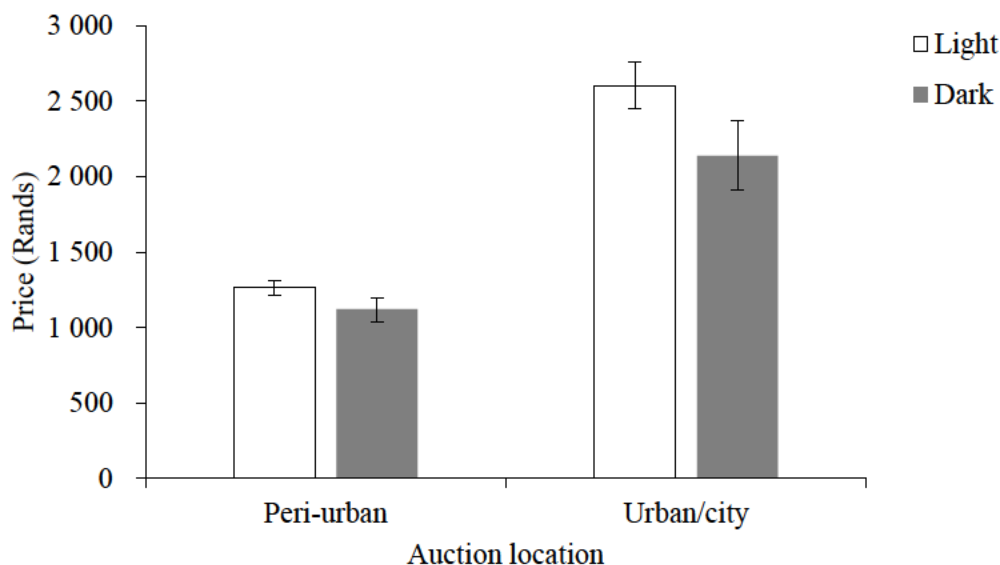 3 000
2 500
2 000
1 500
1 000
500
0
Price (Rands)
Peri-urban
Urban/city
Auction location
Light
Dark